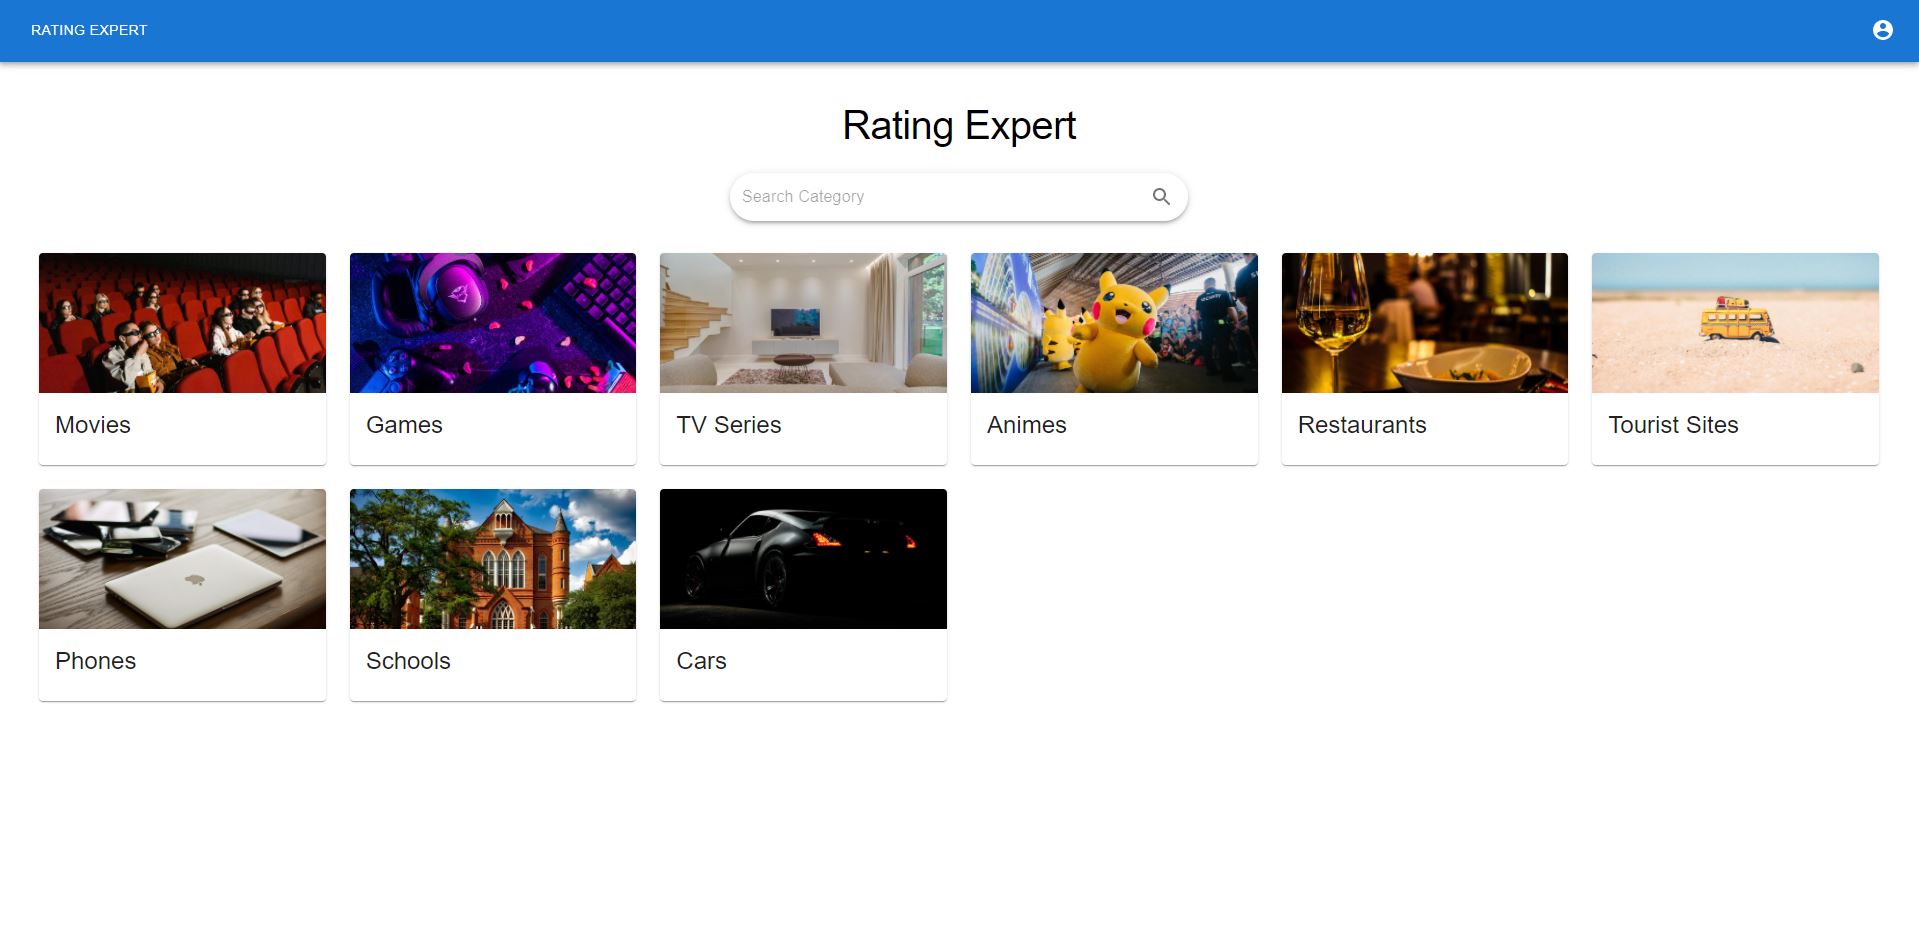 RATING EXPERT
Rating Expert
Search Category
Movies
Games
TV Series
Animes
Restaurants
Tourist Sites
Phones
Schools
Cars